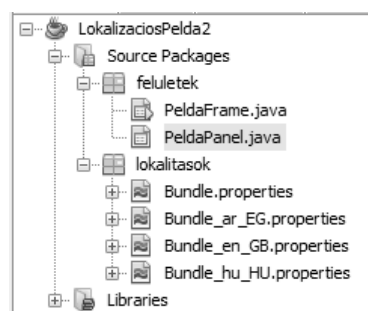 LokalizaciosPelda2
Source Packages
feluletek
PeldaFrame.java
PeldaPanel.java
lokalitasok
Bundle.properties
Bundle_ar_EG.properties
Bundle_en_GB.properties
Bundle_hu_HU.properties
Libraries